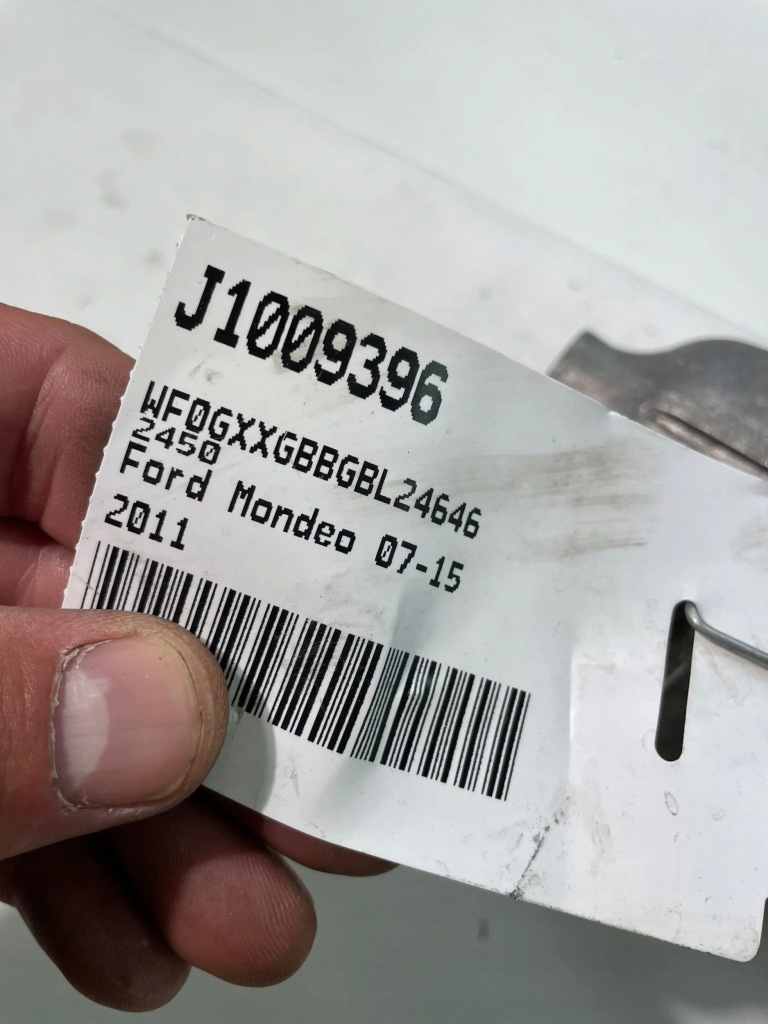 J1009396
WF0GXXGBBGBL24646
2450
Ford Mondeo 07-15
2011